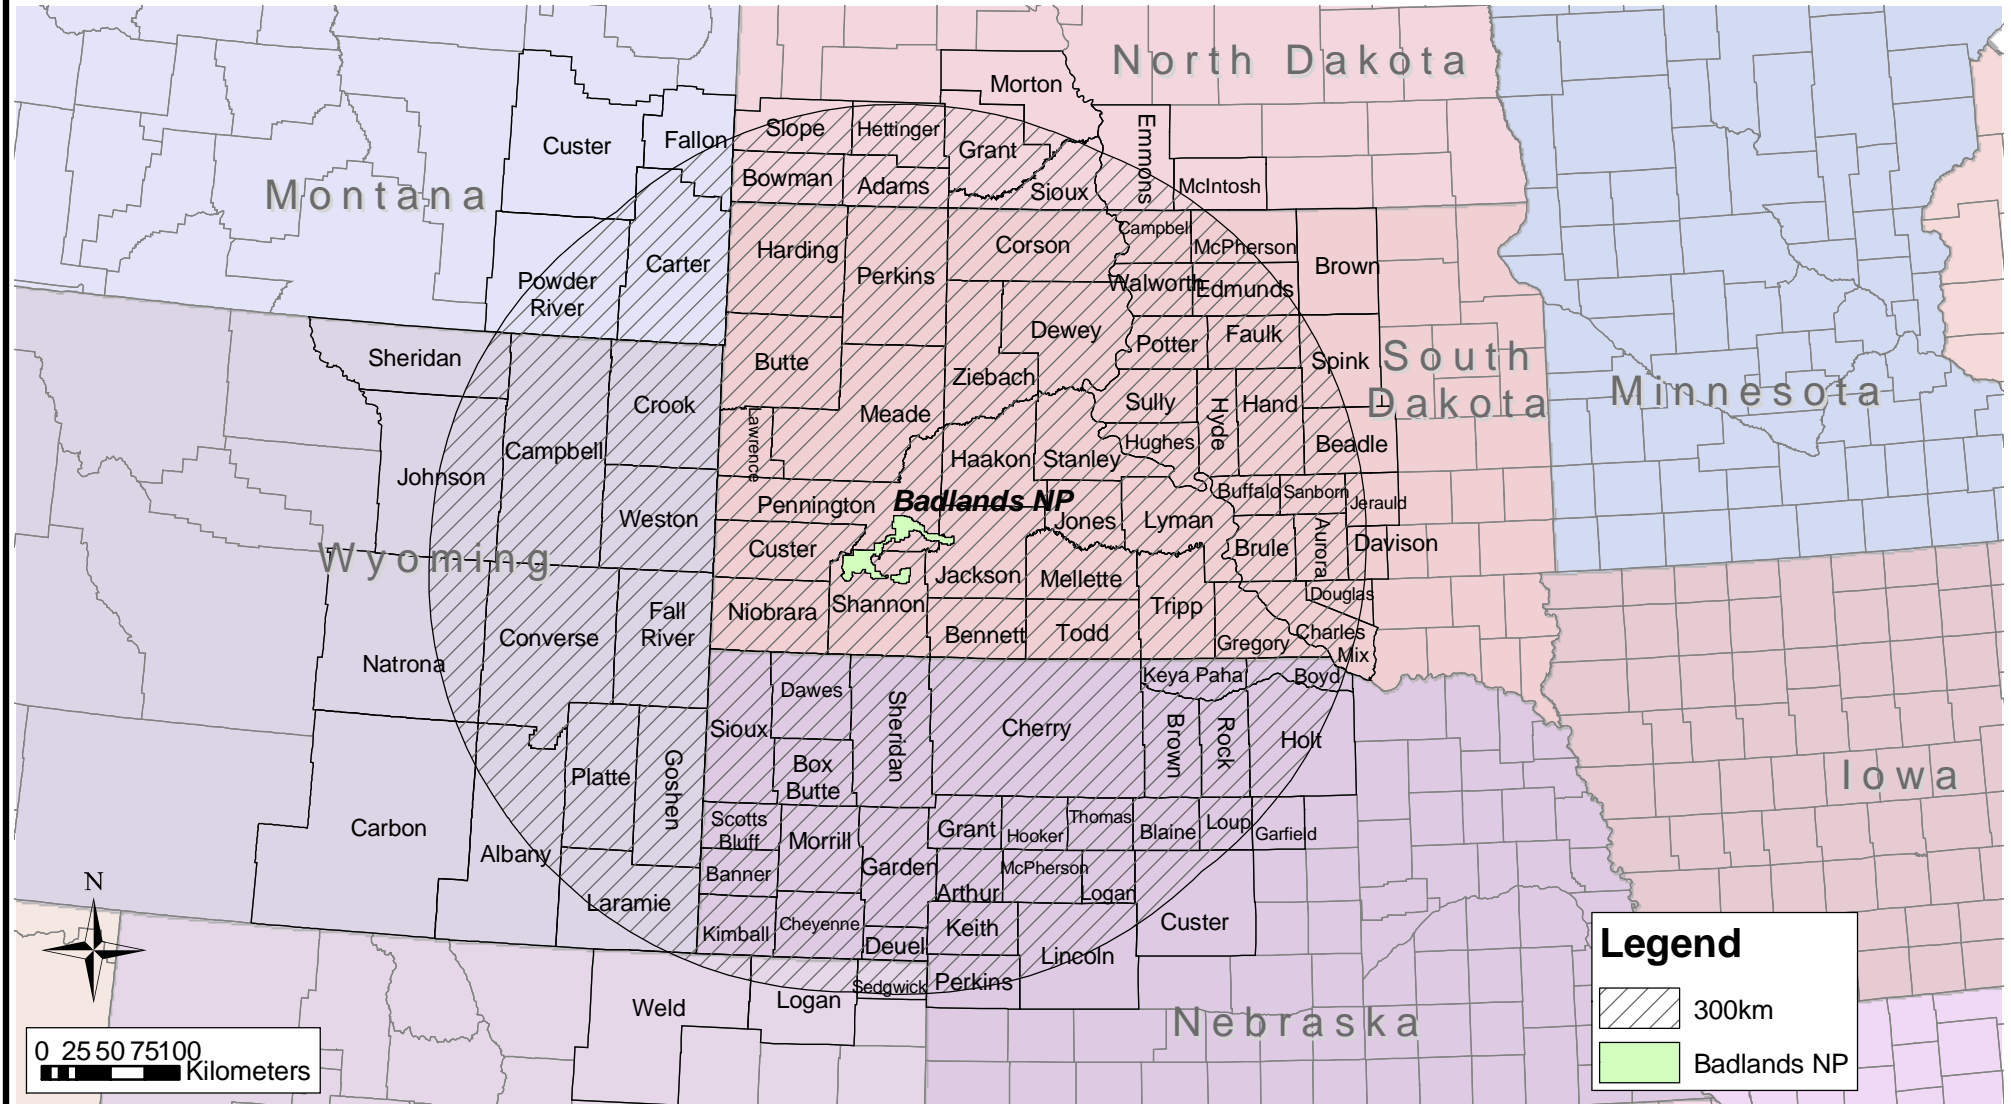 North Dakota
Morton
Custer
Fallon
Slope
Hettinger
Grant
Emmons
Montana
Bowman
Adams
Sioux
McIntosh
Harding
Perkins
Corson
Campbell
McPherson
Brown
Powder
River
Carter
Walworth
Edmunds
Sheridan
Butte
Dewey
Potter
Faulk
Spink
South
Dakota
Minnesota
Crook
Lawrence
Meade
Ziebach
Sully
Hyde
Hand
Johnson
Campbell
Haakon
Stanley
Hughes
Beadle
Weston
Pennington
Badlands NP
Jones
Lyman
Buffalo
Sanborn
Jerauld
Wyoming
Custer
Brule
Aurora
Davison
Jackson
Mellette
Douglas
Natrona
Converse
Fall
River
Niobrara
Shannon
Bennett
Todd
Tripp
Gregory
Charles
Mix
Dawes
Sheridan
Keya Paha
Boyd
Sioux
Cherry
Brown
Rock
Holt
Platte
Goshen
Box
Butte
Iowa
Carbon
Albany
Scotts
Bluff
Morrill
Grant
Hooker
Thomas
Blaine
Loup
Garfield
Laramie
Banner
Garden
Arthur
McPherson
Logan
Kimball
Cheyenne
Deuel
Keith
Lincoln
Custer
Weld
Logan
Sedgwick
Perkins
Nebraska
N
0 25 50 75 100
Kilometers
Legend
300km
Badlands NP